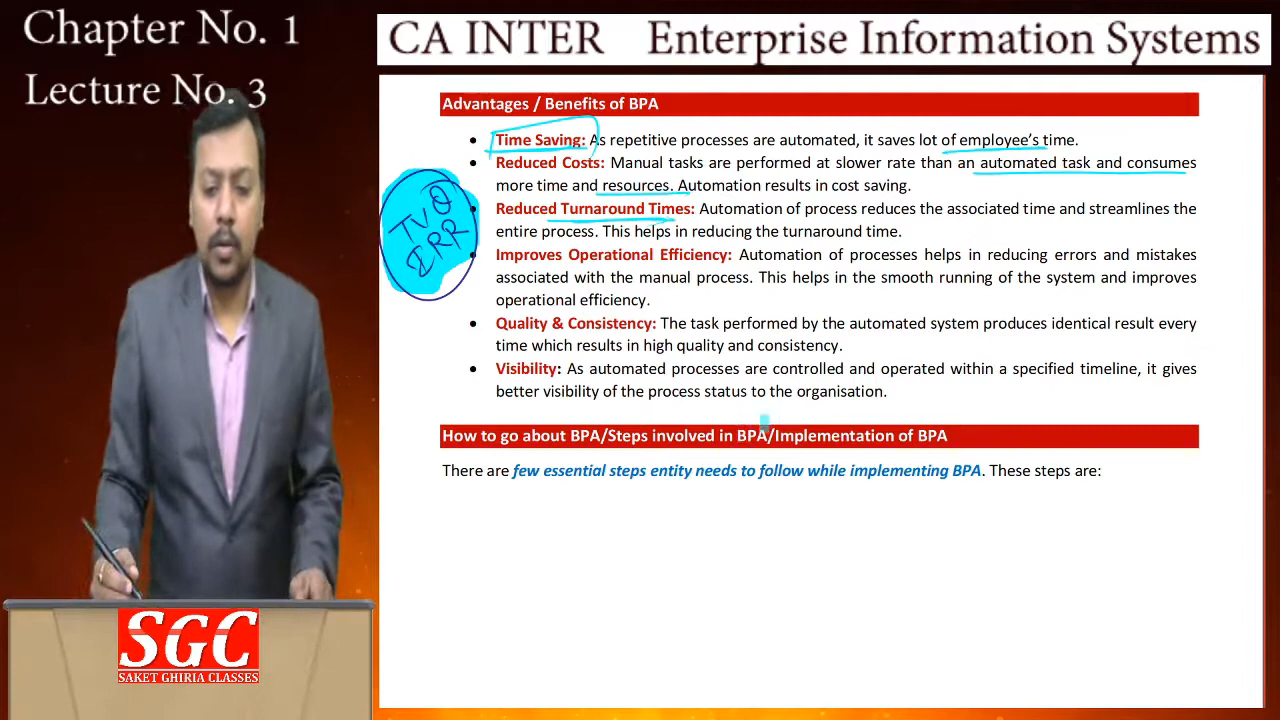 Chapter No. 1
Lecture No. 3
CA INTER Enterprise Information Systems
Advantages / Benefits of BPA
• Time Saving: As repetitive processes are automated, it saves lot of employee's time.
• Reduced Costs: Manual tasks are performed at slower rate than an automated task and consumes
more time and resources. Automation results in cost saving.
• Reduced Turnaround Times: Automation of process reduces the associated time and streamlines the
entire process. This helps in reducing the turnaround time.
• Improves Operational Efficiency: Automation of processes helps in reducing errors and mistakes
associated with the manual process. This helps in the smooth running of the system and improves
operational efficiency.
• Quality & Consistency: The task performed by the automated system produces identical result every
time which results in high quality and consistency.
• Visibility: As automated processes are controlled and operated within a specified timeline, it gives
better visibility of the process status to the organisation.
TVQ
IRR
How to go about BPA/Steps involved in BPA/Implementation of BPA
There are few essential steps entity needs to follow while implementing BPA. These steps are:
SGC
SAKET GHIRIA CLASSES